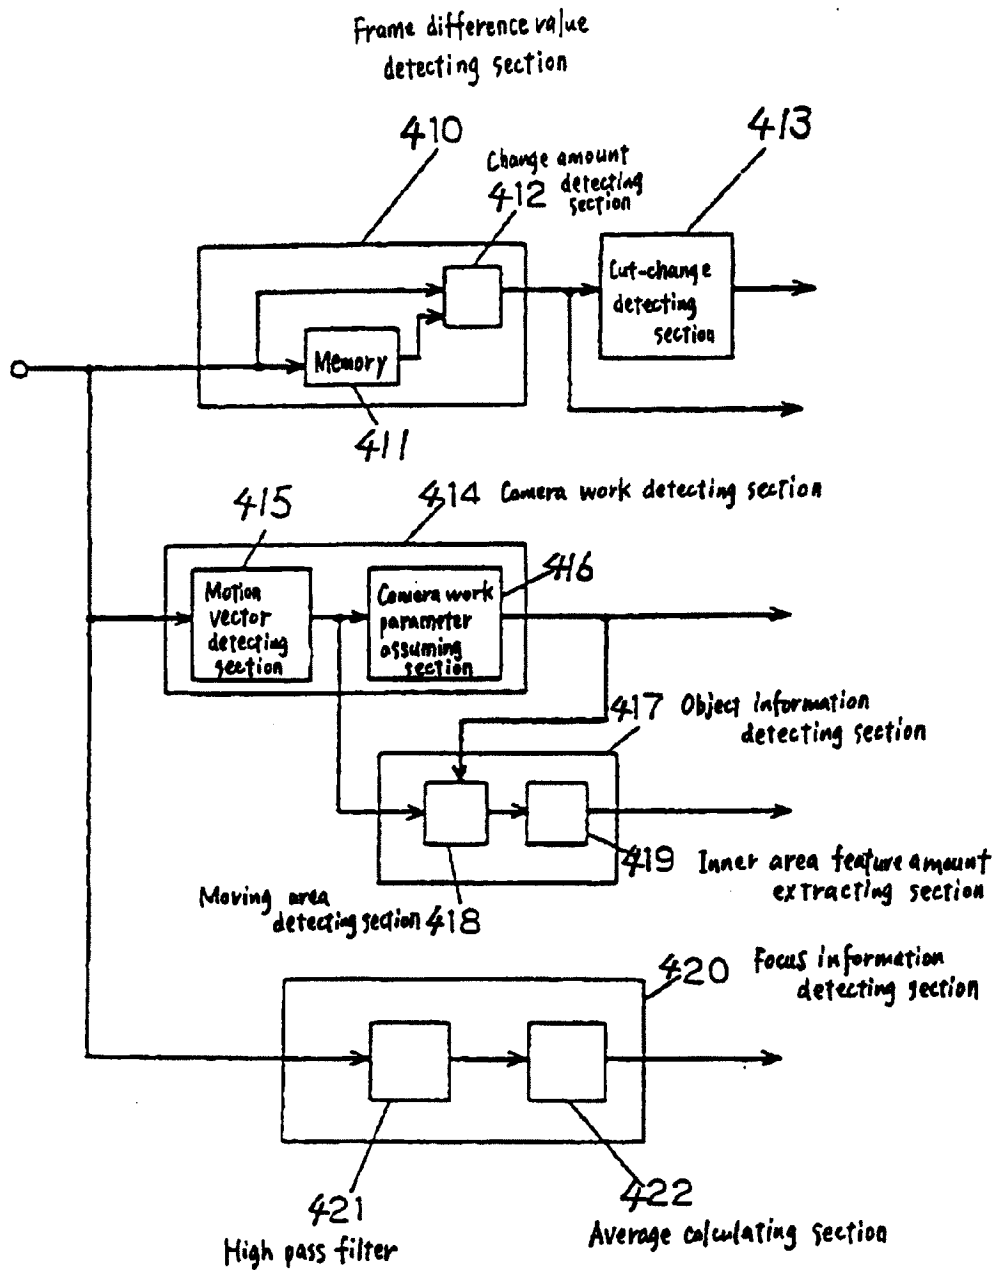 Frame difference value
detecting section
410
413
Change amount
412 detecting
section
Cut-change
detecting
section
Memory
411
415
414 Camera work detecting section
416
Motion
vector
detecting
section
Camera work
parameter
assuming
section
417 Object information
detecting section
419 Inner area feature amount
extracting section
Moving area
detecting section 418
420 Focus information
detecting section
421
High pass filter
422
Average calculating section